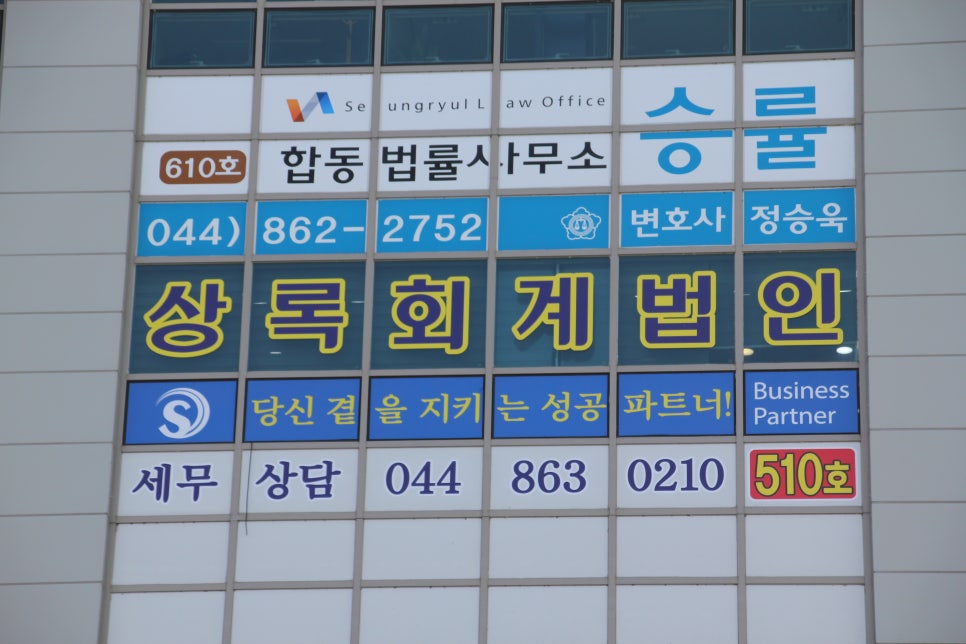 Seungryul Law Office
승률
610호 합동법률사무소
044) 862-2752 변호사 정승욱
상록회계법인
S 당신 곁을 지키는 성공파트너! Business Partner
세무 상담 044 863 0210 510호